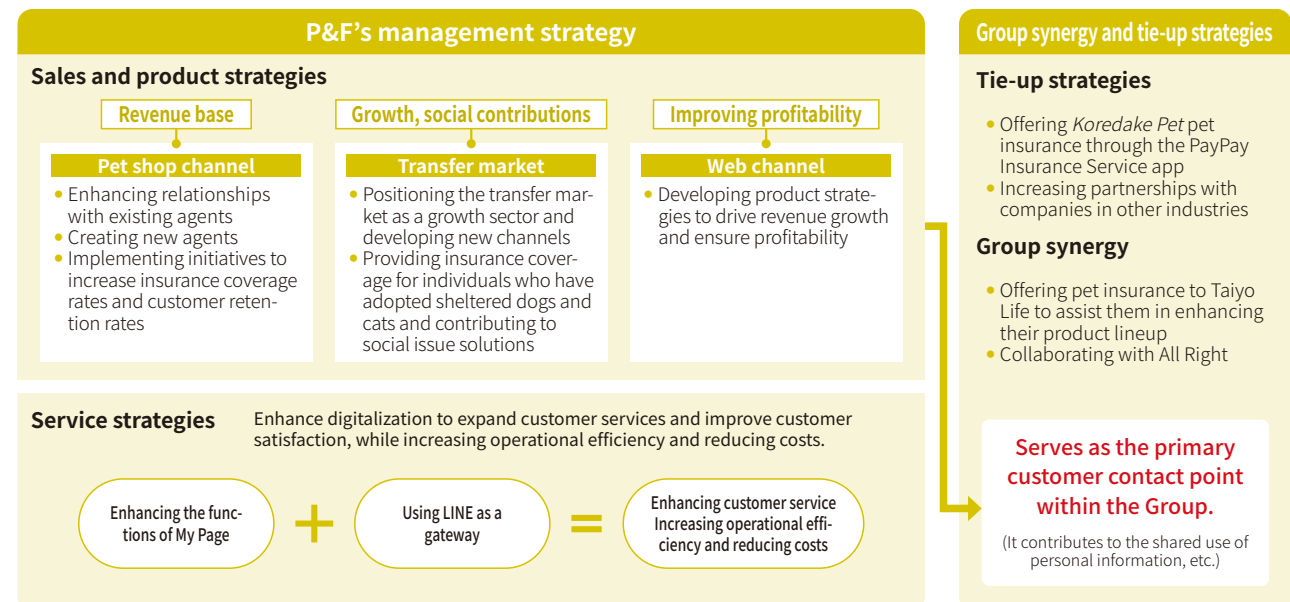 P&F's management strategy
Sales and product strategies
Revenue base
Pet shop channel
• Enhancing relationships
with existing agents
• Creating new agents
• Implementing initiatives to
increase insurance coverage
rates and customer reten-
tion rates
Growth, social contributions
Transfer market
• Positioning the transfer mar-
ket as a growth sector and
developing new channels
• Providing insurance cover-
age for individuals who have
adopted sheltered dogs and
cats and contributing to
social issue solutions
Improving profitability
Web channel
• Developing product strate-
gies to drive revenue growth
and ensure profitability
Service strategies
Enhance digitalization to expand customer services and improve customer
satisfaction, while increasing operational efficiency and reducing costs.
Enhancing the func-
tions of My Page
+
Using LINE as a
gateway
=
Enhancing customer service
Increasing operational effi-
ciency and reducing costs
Group synergy and tie-up strategies
Tie-up strategies
• Offering Koredake Pet pet
insurance through the PayPay
Insurance Service app
• Increasing partnerships with
companies in other industries
Group synergy
• Offering pet insurance to Taiyo
Life to assist them in enhancing
their product lineup
• Collaborating with All Right
Serves as the primary
customer contact point
within the Group.
(It contributes to the shared use of
personal information, etc.)